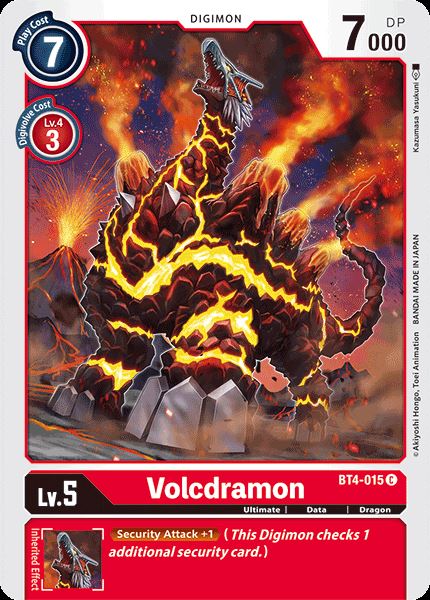 Play Cost
7
DIGIMON
7000
DP
Digivolve Cost
Lv.4
3
Kazumasa Yasukuni
© Akiyoshi Hongo, Toei Animation BANDAI MADE IN JAPAN
BT4-015 C
Lv.5
Volcdramon
Ultimate | Data | Dragon
Inherited Effect
Security Attack +1 (This Digimon checks 1
additional security card.)